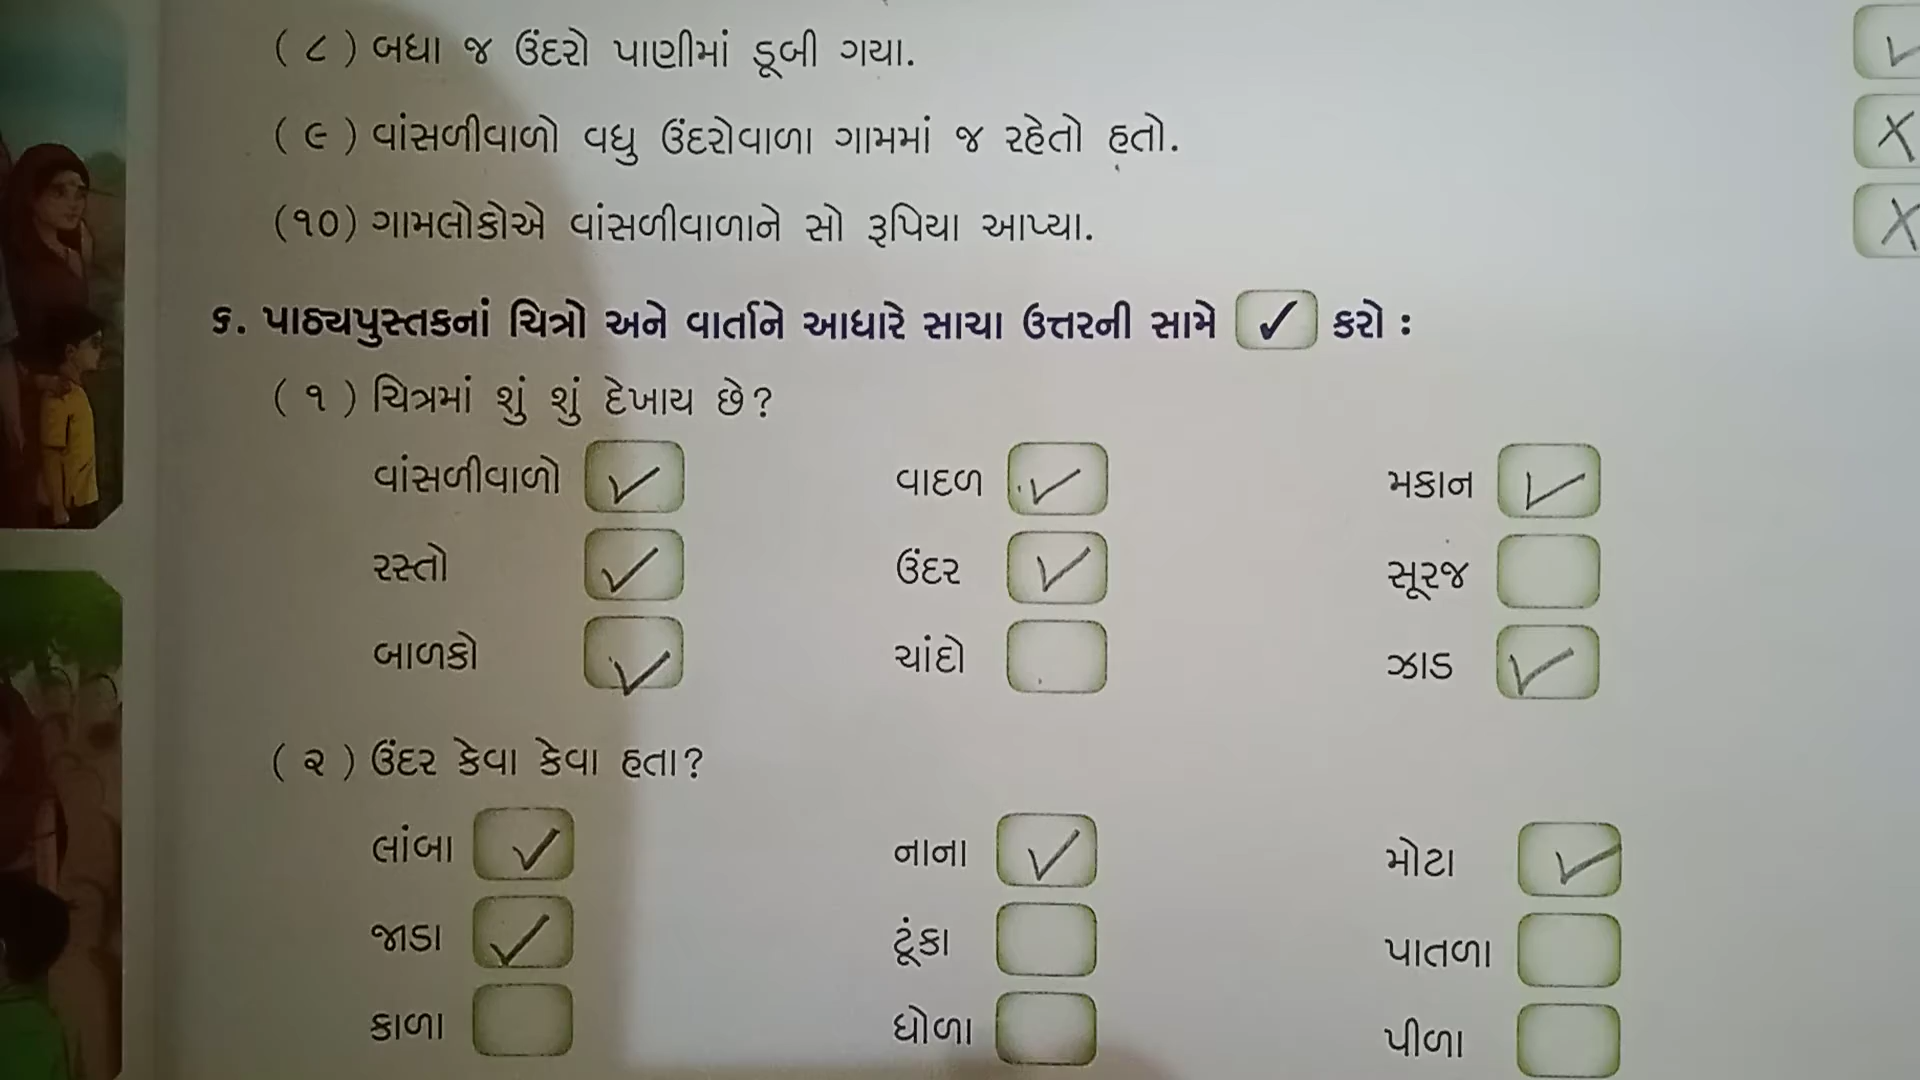 (૮) બધા જ ઉંદરો પાણીમાં ડૂબી ગયા. ✓
(૯) વાંસળીવાળો વધુ ઉંદરોવાળા ગામમાં જ રહેતો હતો. X
(૧૦) ગામલોકોએ વાંસળીવાળાને સો રૂપિયા આપ્યા. X
૬. પાઠ્યપુસ્તકનાં ચિત્રો અને વાર્તાને આધારે સાચા ઉત્તરની સામે ✓ કરો :
(૧) ચિત્રમાં શું શું દેખાય છે?
વાંસળીવાળો ✓ વાદળ ✓ મકાન ✓
રસ્તો ✓ ઉંદર ✓ સૂરજ
બાળકો ✓ ચાંદો ઝાડ ✓
(૨) ઉંદર કેવા કેવા હતા?
લાંબા ✓ નાના ✓ મોટા ✓
જાડા ✓ ટૂંકા પાતળા
કાળા ધોળા પીળા